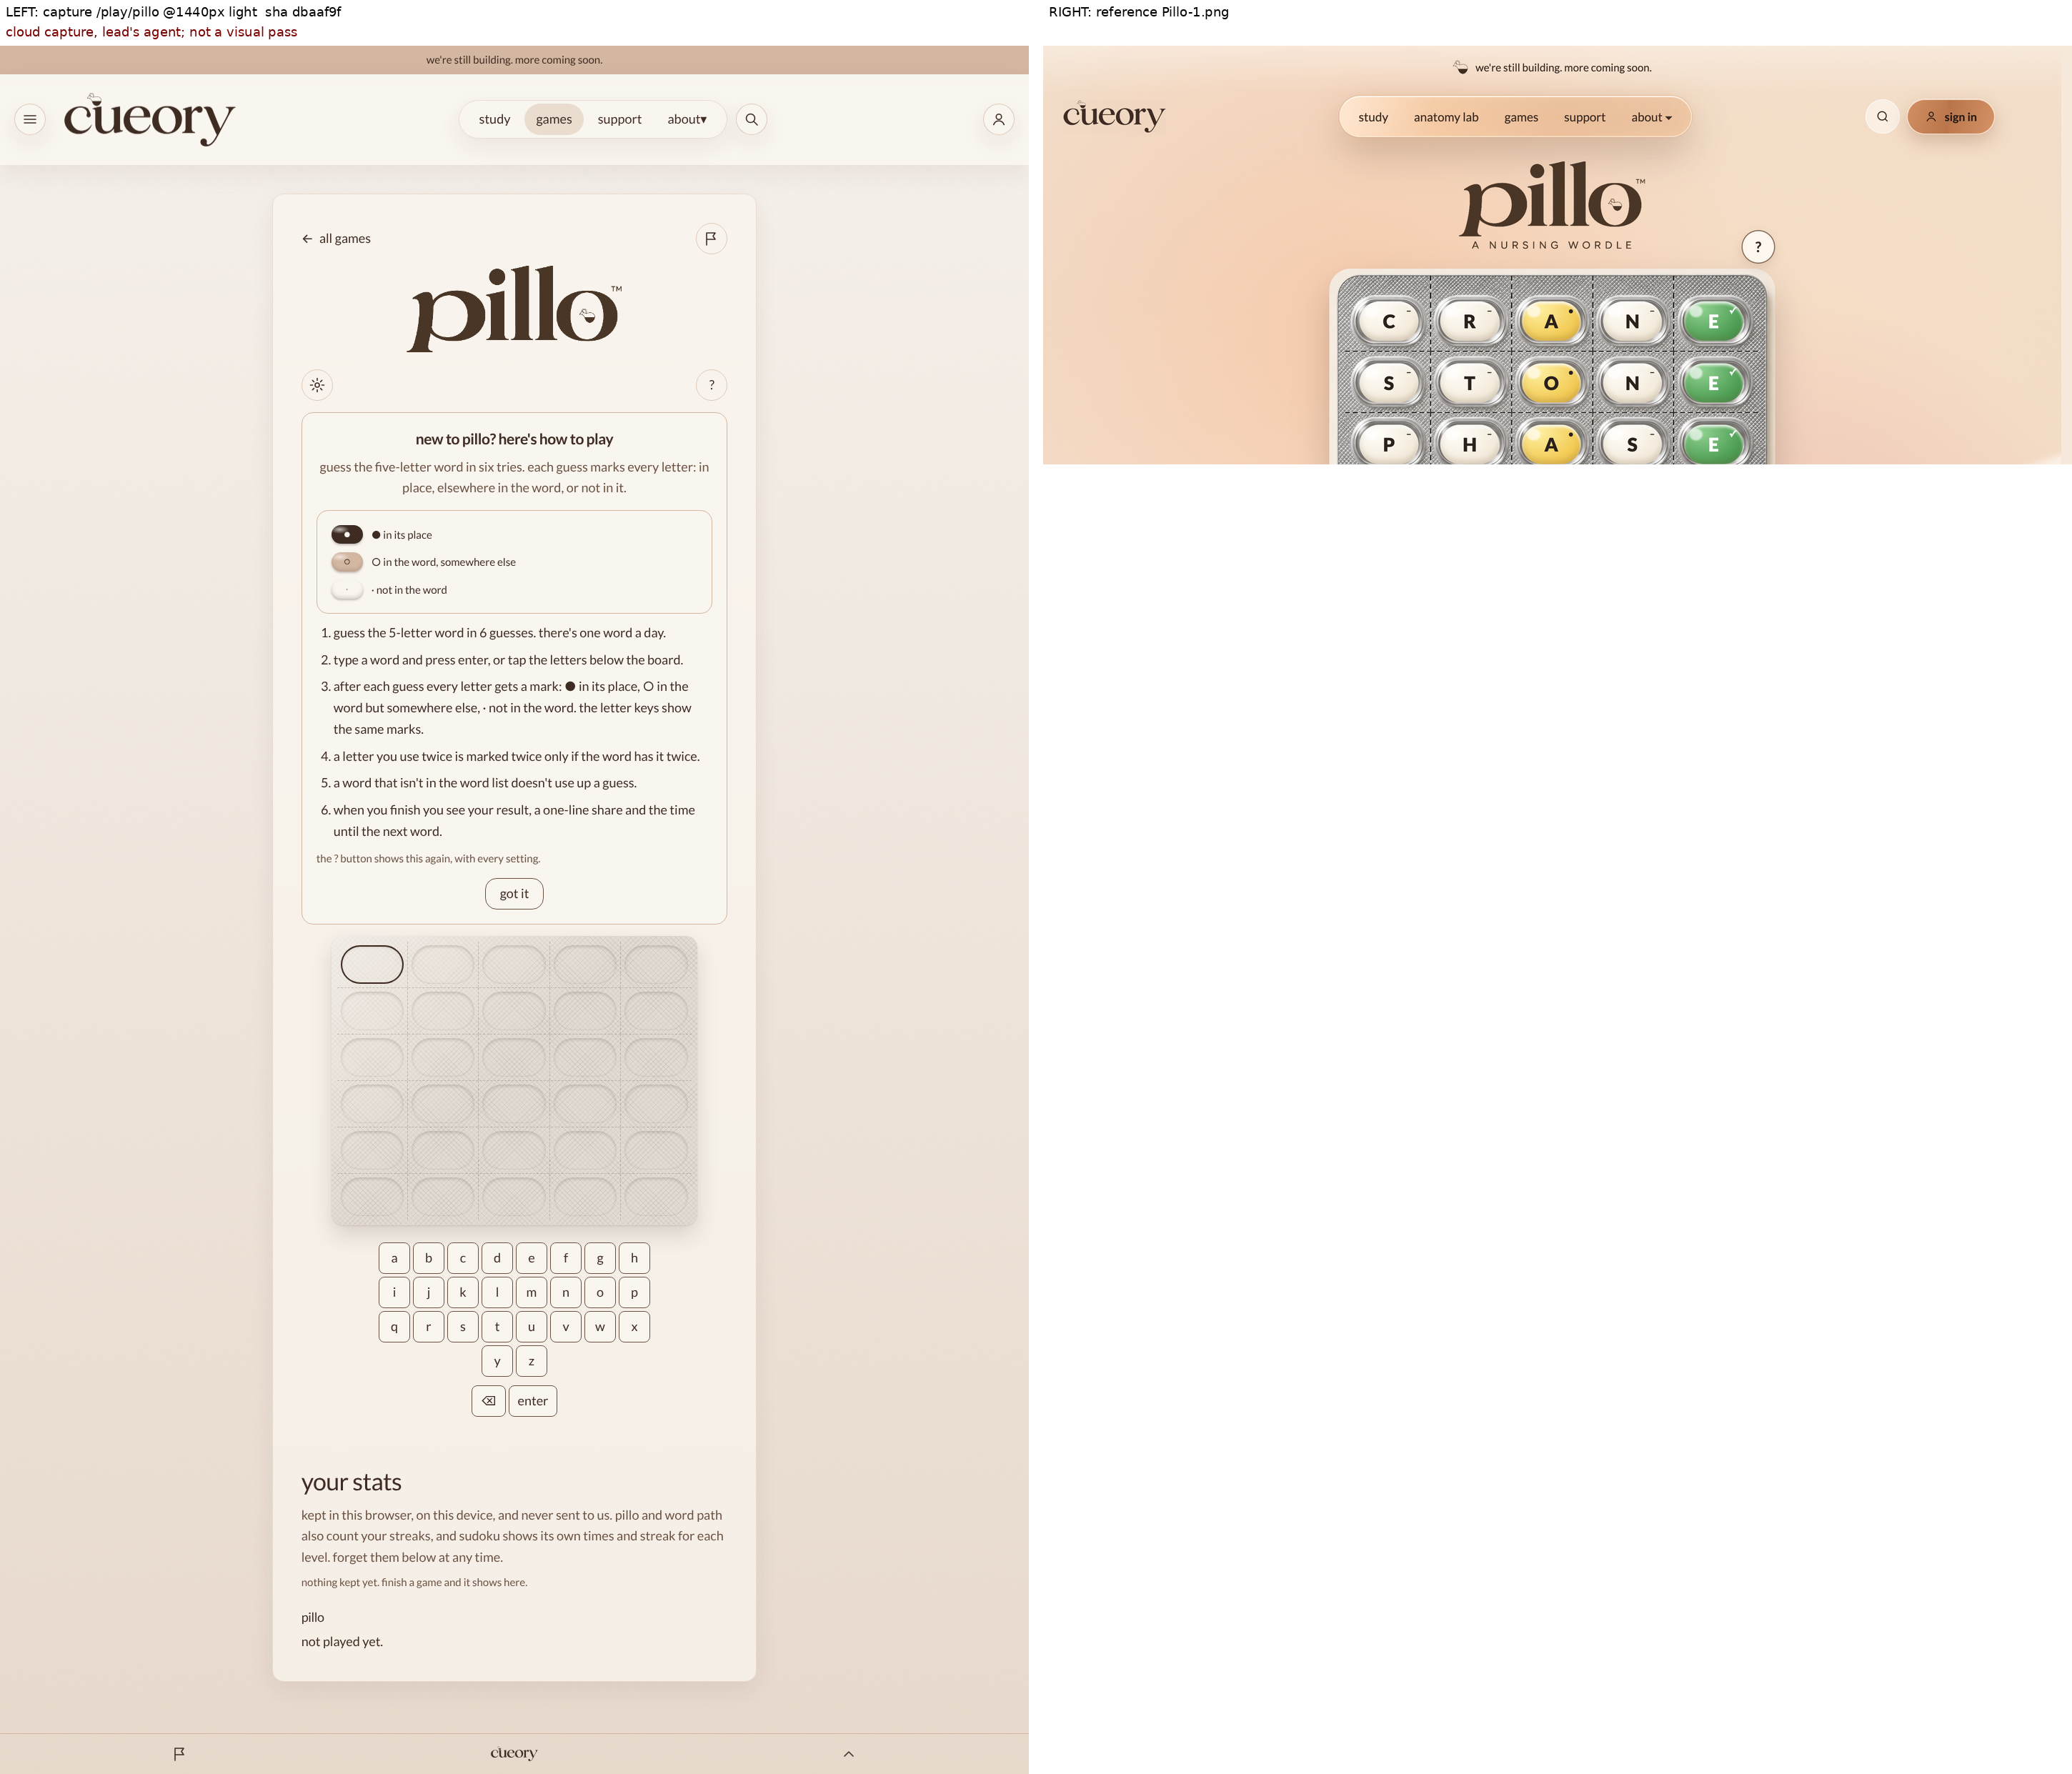 LEFT: capture /play/pillo @1440px light  sha dbaaf9f
cloud capture, lead's agent; not a visual pass
we're still building. more coming soon.
cueory
study games support about▾
← all games
pillo™
?
new to pillo? here's how to play
guess the five-letter word in six tries. each guess marks every letter: in
place, elsewhere in the word, or not in it.
● in its place
○ in the word, somewhere else
· not in the word
1. guess the 5-letter word in 6 guesses. there's one word a day.
2. type a word and press enter, or tap the letters below the board.
3. after each guess every letter gets a mark: ● in its place, ○ in the
word but somewhere else, · not in the word. the letter keys show
the same marks.
4. a letter you use twice is marked twice only if the word has it twice.
5. a word that isn't in the word list doesn't use up a guess.
6. when you finish you see your result, a one-line share and the time
until the next word.
the ? button shows this again, with every setting.
got it
a b c d e f g h
i j k l m n o p
q r s t u v w x
y z
enter
your stats
kept in this browser, on this device, and never sent to us. pillo and word path
also count your streaks, and sudoku shows its own times and streak for each
level. forget them below at any time.
nothing kept yet. finish a game and it shows here.
pillo
not played yet.
cueory
RIGHT: reference Pillo-1.png
we're still building. more coming soon.
cueory
study anatomy lab games support about ▾
sign in
pillo™
A NURSING WORDLE
?
C R A N E
S T O N E
P H A S E